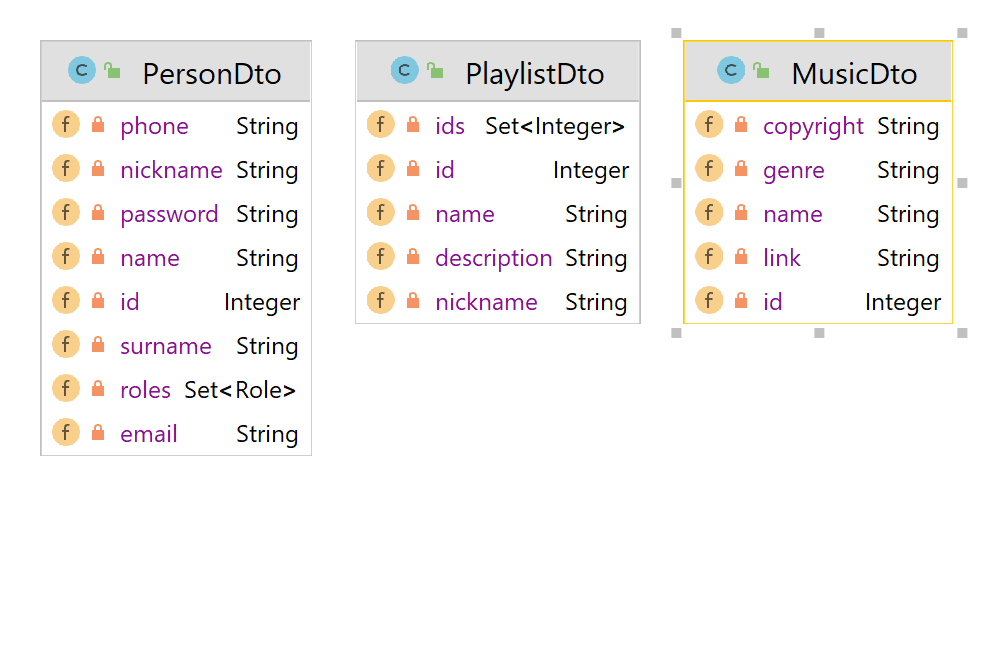 C PersonDto
f phone String
f nickname String
f password String
f name String
f id Integer
f surname String
f roles Set<Role>
f email String
C PlaylistDto
f ids Set<Integer>
f id Integer
f name String
f description String
f nickname String
C MusicDto
f copyright String
f genre String
f name String
f link String
f id Integer